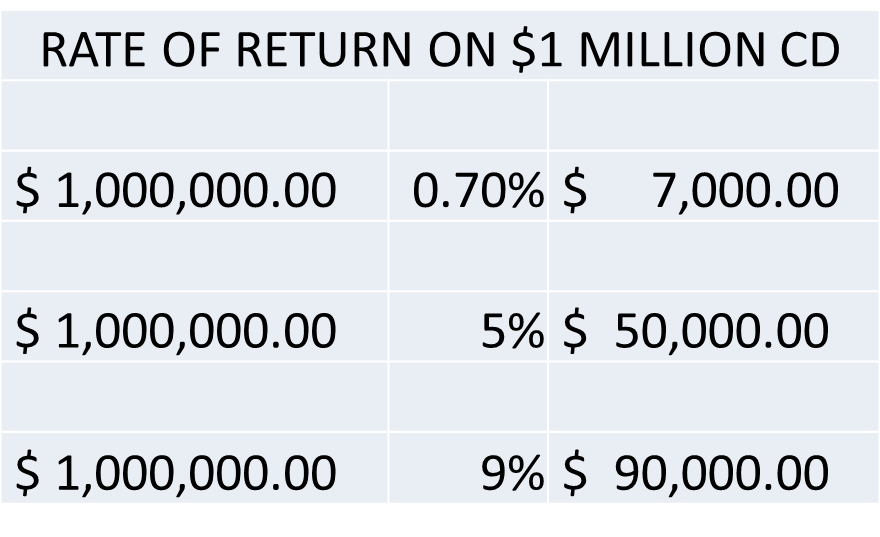 RATE OF RETURN ON $1 MILLION CD
$ 1,000,000.00 0.70% $ 7,000.00
$ 1,000,000.00 5% $ 50,000.00
$ 1,000,000.00 9% $ 90,000.00